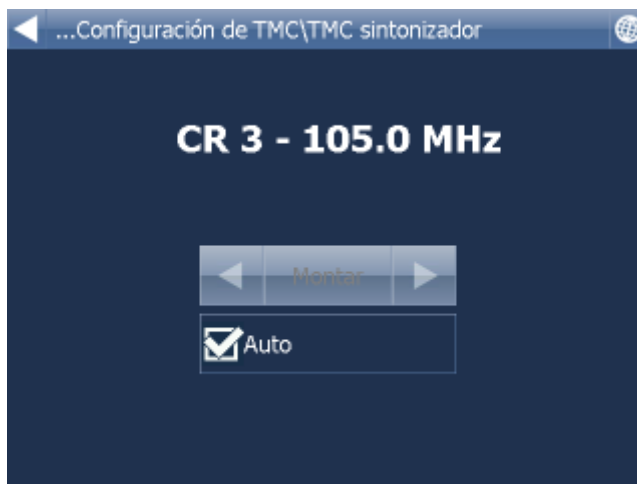 ...Configuración de TMC\TMC sintonizador
CR 3 - 105.0 MHz
Montar
Auto